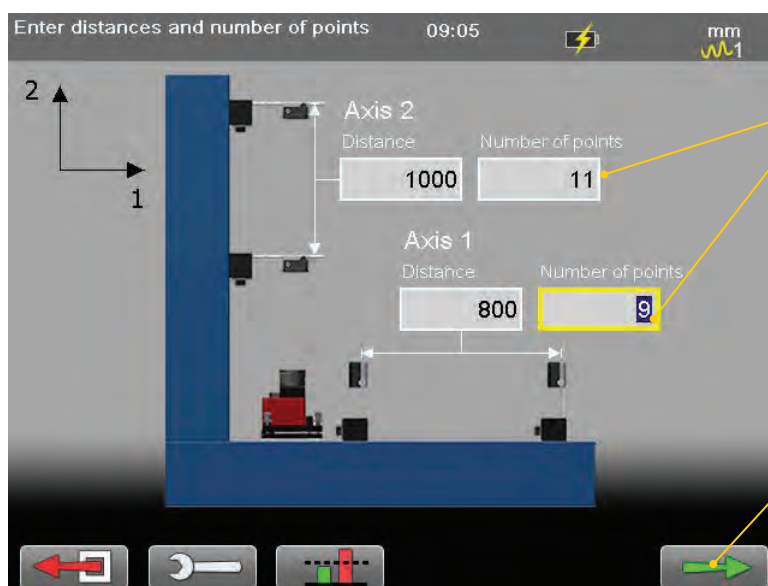 Enter distances and number of points 09:05 mm
1
2
1
Axis 2
Distance Number of points
1000 11
Axis 1
Distance Number of points
800 9